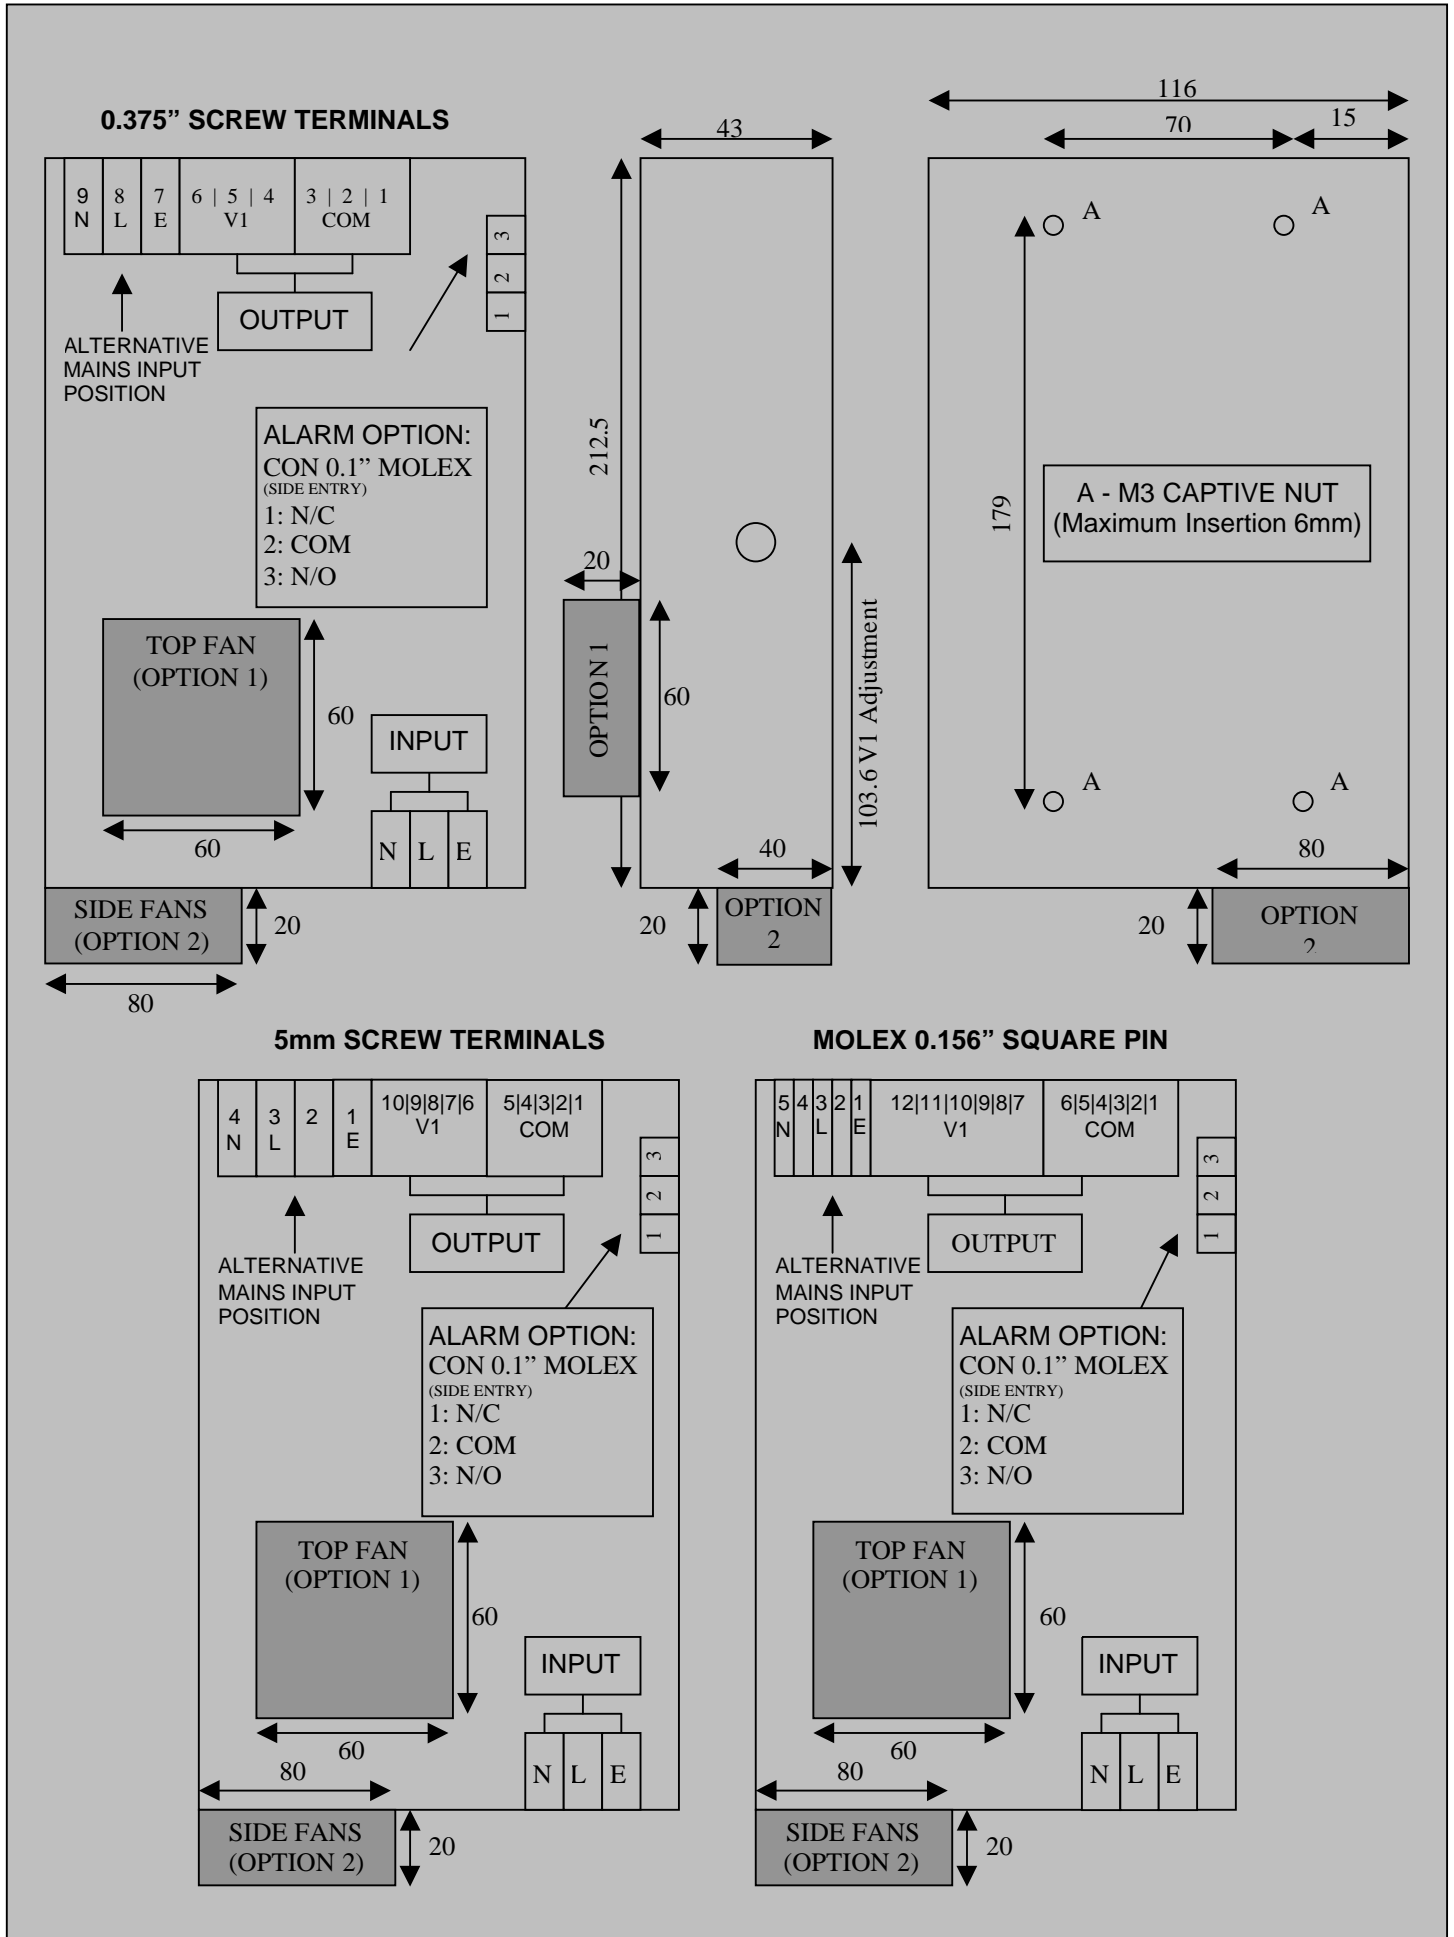 0.375” SCREW TERMINALS
9 N
8 L
7 E
6 | 5 | 4
V1
3 | 2 | 1
COM
3
2
1
OUTPUT
ALTERNATIVE
MAINS INPUT
POSITION
ALARM OPTION:
CON 0.1” MOLEX
(SIDE ENTRY)
1: N/C
2: COM
3: N/O
TOP FAN
(OPTION 1)
60
60
INPUT
N L E
SIDE FANS
(OPTION 2)
20
80
43
212.5
20
OPTION 1
60
103.6 V1 Adjustment
40
20
OPTION
2
116
70
15
A
A
179
A - M3 CAPTIVE NUT
(Maximum Insertion 6mm)
A
A
80
20
OPTION
2
5mm SCREW TERMINALS
4 N
3 L
2
1 E
10|9|8|7|6
V1
5|4|3|2|1
COM
3
2
1
OUTPUT
ALTERNATIVE
MAINS INPUT
POSITION
ALARM OPTION:
CON 0.1” MOLEX
(SIDE ENTRY)
1: N/C
2: COM
3: N/O
TOP FAN
(OPTION 1)
60
60
INPUT
N L E
80
SIDE FANS
(OPTION 2)
20
MOLEX 0.156” SQUARE PIN
5 N
4
3 L
2
1 E
12|11|10|9|8|7
V1
6|5|4|3|2|1
COM
3
2
1
OUTPUT
ALTERNATIVE
MAINS INPUT
POSITION
ALARM OPTION:
CON 0.1” MOLEX
(SIDE ENTRY)
1: N/C
2: COM
3: N/O
TOP FAN
(OPTION 1)
60
60
INPUT
N L E
80
SIDE FANS
(OPTION 2)
20